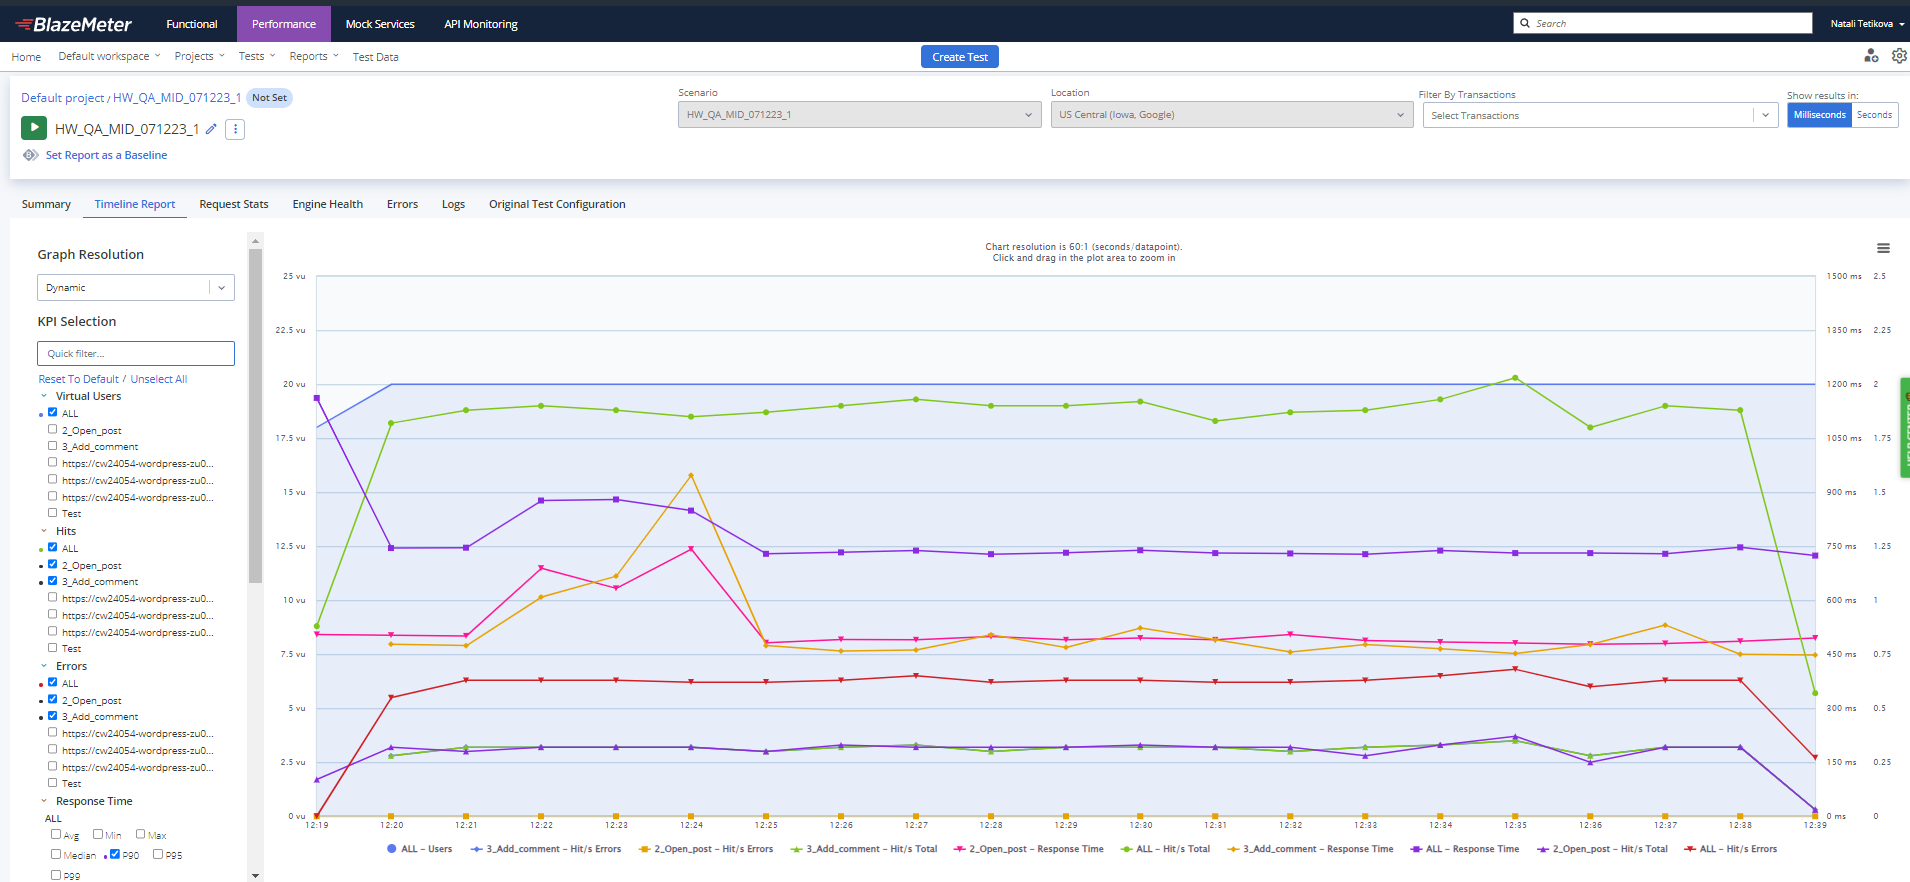 BlazeMeter Functional Performance Mock Services API Monitoring Search Natali Tetikova
Home Default workspace Projects Tests Reports Test Data Create Test
Default project / HW_QA_MID_071223_1 Not Set
HW_QA_MID_071223_1
Set Report as a Baseline
Scenario
HW_QA_MID_071223_1
Location
US Central (Iowa, Google)
Filter By Transactions
Select Transactions
Show results in:
Milliseconds Seconds
Summary Timeline Report Request Stats Engine Health Errors Logs Original Test Configuration
Graph Resolution
Dynamic
KPI Selection
Quick filter...
Reset To Default / Unselect All
Virtual Users
ALL
2_Open_post
3_Add_comment
https://cw24054-wordpress-zu0...
https://cw24054-wordpress-zu0...
https://cw24054-wordpress-zu0...
Test
Hits
ALL
2_Open_post
3_Add_comment
https://cw24054-wordpress-zu0...
https://cw24054-wordpress-zu0...
https://cw24054-wordpress-zu0...
Test
Errors
ALL
2_Open_post
3_Add_comment
https://cw24054-wordpress-zu0...
https://cw24054-wordpress-zu0...
https://cw24054-wordpress-zu0...
Test
Response Time
ALL
Avg Min Max
Median P90 P95
P99
Chart resolution is 60:1 (seconds/datapoint).
Click and drag in the plot area to zoom in
25 vu 1500 ms 2.5
22.5 vu 1350 ms 2.25
20 vu 1200 ms 2
17.5 vu 1050 ms 1.75
15 vu 900 ms 1.5
12.5 vu 750 ms 1.25
10 vu 600 ms 1
7.5 vu 450 ms 0.75
5 vu 300 ms 0.5
2.5 vu 150 ms 0.25
0 vu 0 ms 0
12:19 12:20 12:21 12:22 12:23 12:24 12:25 12:26 12:27 12:28 12:29 12:30 12:31 12:32 12:33 12:34 12:35 12:36 12:37 12:38 12:39
ALL - Users 3_Add_comment - Hit/s Errors 2_Open_post - Hit/s Errors 3_Add_comment - Hit/s Total 2_Open_post - Response Time ALL - Hit/s Total 3_Add_comment - Response Time ALL - Response Time 2_Open_post - Hit/s Total ALL - Hit/s Errors